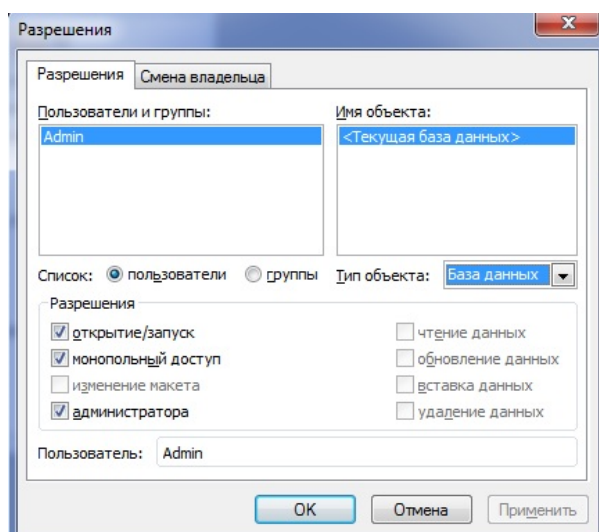 Разрешения
Разрешения Смена владельца
Пользователи и группы: Имя объекта:
Admin <Текущая база данных>
Список: пользователи группы Тип объекта: База данных
Разрешения
открытие/запуск чтение данных
монопольный доступ обновление данных
изменение макета вставка данных
администратора удаление данных
Пользователь: Admin
OK Отмена Применить